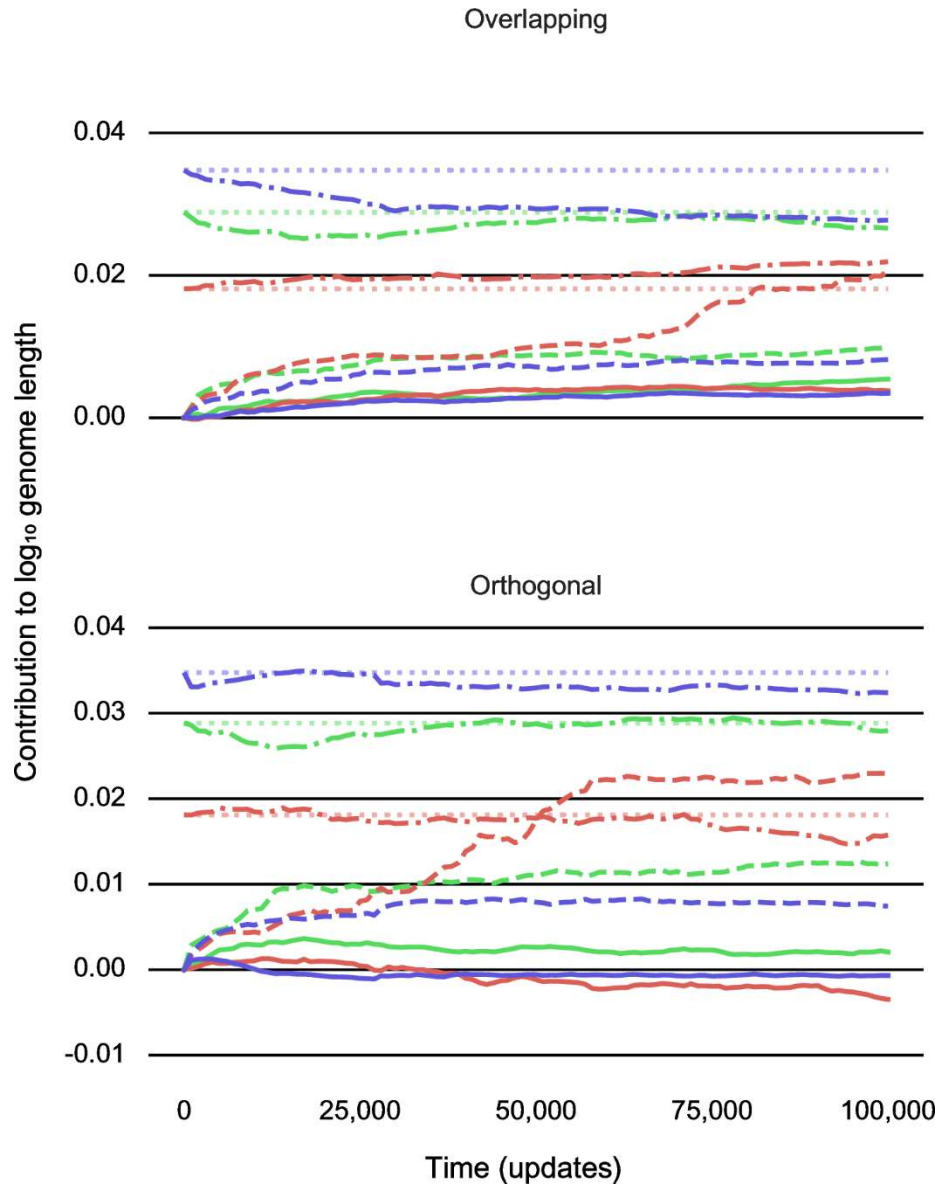 Overlapping
0.04
0.02
0.00
Contribution to log₁₀ genome length
Orthogonal
0.04
0.03
0.02
0.01
0.00
-0.01
0 25,000 50,000 75,000 100,000
Time (updates)